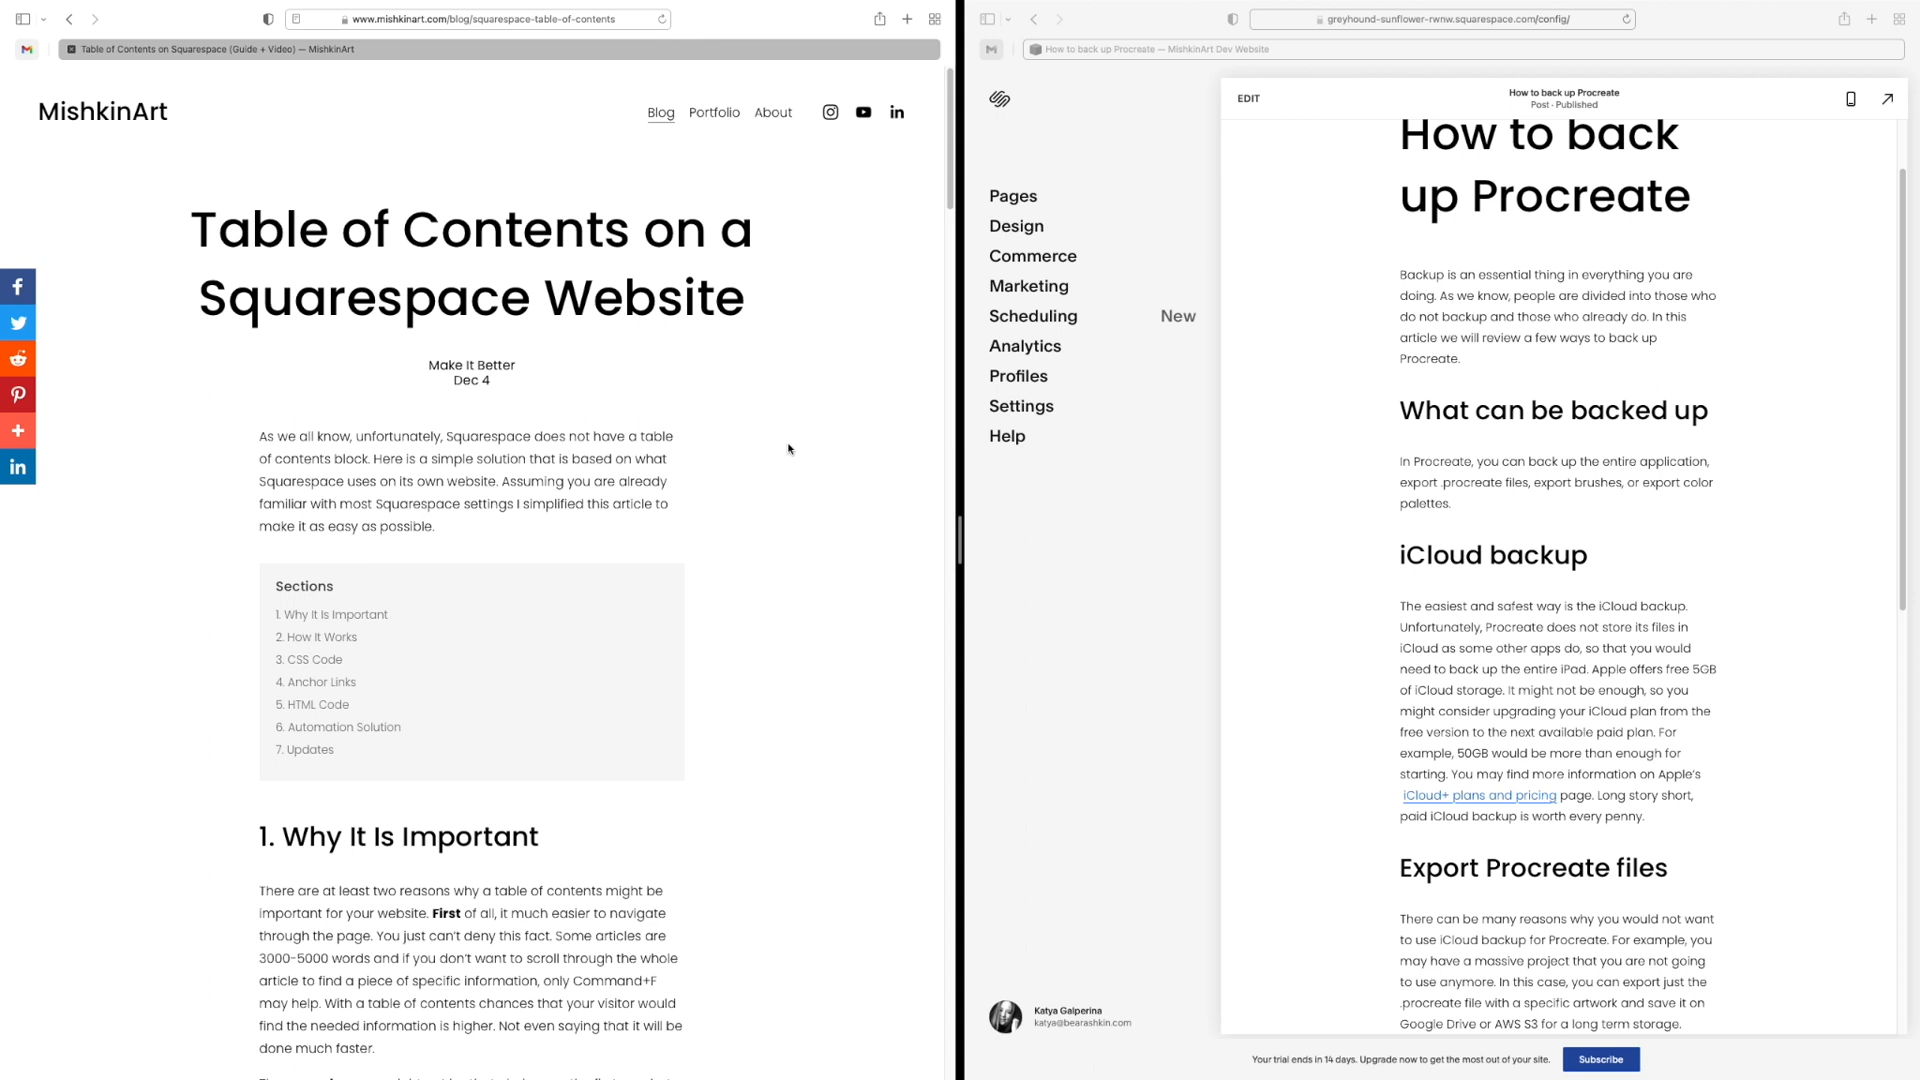 www.mishkinart.com/blog/squarespace-table-of-contents
Table of Contents on Squarespace (Guide + Video) — MishkinArt
MishkinArt
Blog
Portfolio
About
Table of Contents on a
Squarespace Website
Make It Better
Dec 4
As we all know, unfortunately, Squarespace does not have a table
of contents block. Here is a simple solution that is based on what
Squarespace uses on its own website. Assuming you are already
familiar with most Squarespace settings I simplified this article to
make it as easy as possible.
Sections
1. Why It Is Important
2. How It Works
3. CSS Code
4. Anchor Links
5. HTML Code
6. Automation Solution
7. Updates
1. Why It Is Important
There are at least two reasons why a table of contents might be
important for your website. First of all, it much easier to navigate
through the page. You just can't deny this fact. Some articles are
3000-5000 words and if you don't want to scroll through the whole
article to find a piece of specific information, only Command+F
may help. With a table of contents chances that your visitor would
find the needed information is higher. Not even saying that it will be
done much faster.
greyhound-sunflower-rwnw.squarespace.com/config/
How to back up Procreate — MishkinArt Dev Website
Pages
Design
Commerce
Marketing
Scheduling New
Analytics
Profiles
Settings
Help
Katya Galperina
katya@bearashkin.com
EDIT
How to back up Procreate
Post · Published
How to back
up Procreate
Backup is an essential thing in everything you are
doing. As we know, people are divided into those who
do not backup and those who already do. In this
article we will review a few ways to back up
Procreate.
What can be backed up
In Procreate, you can back up the entire application,
export .procreate files, export brushes, or export color
palettes.
iCloud backup
The easiest and safest way is the iCloud backup.
Unfortunately, Procreate does not store its files in
iCloud as some other apps do, so that you would
need to back up the entire iPad. Apple offers free 5GB
of iCloud storage. It might not be enough, so you
might consider upgrading your iCloud plan from the
free version to the next available paid plan. For
example, 50GB would be more than enough for
starting. You may find more information on Apple's
iCloud+ plans and pricing page. Long story short,
paid iCloud backup is worth every penny.
Export Procreate files
There can be many reasons why you would not want
to use iCloud backup for Procreate. For example, you
may have a massive project that you are not going
to use anymore. In this case, you can export just the
.procreate file with a specific artwork and save it on
Google Drive or AWS S3 for a long term storage.
Your trial ends in 14 days. Upgrade now to get the most out of your site.
Subscribe